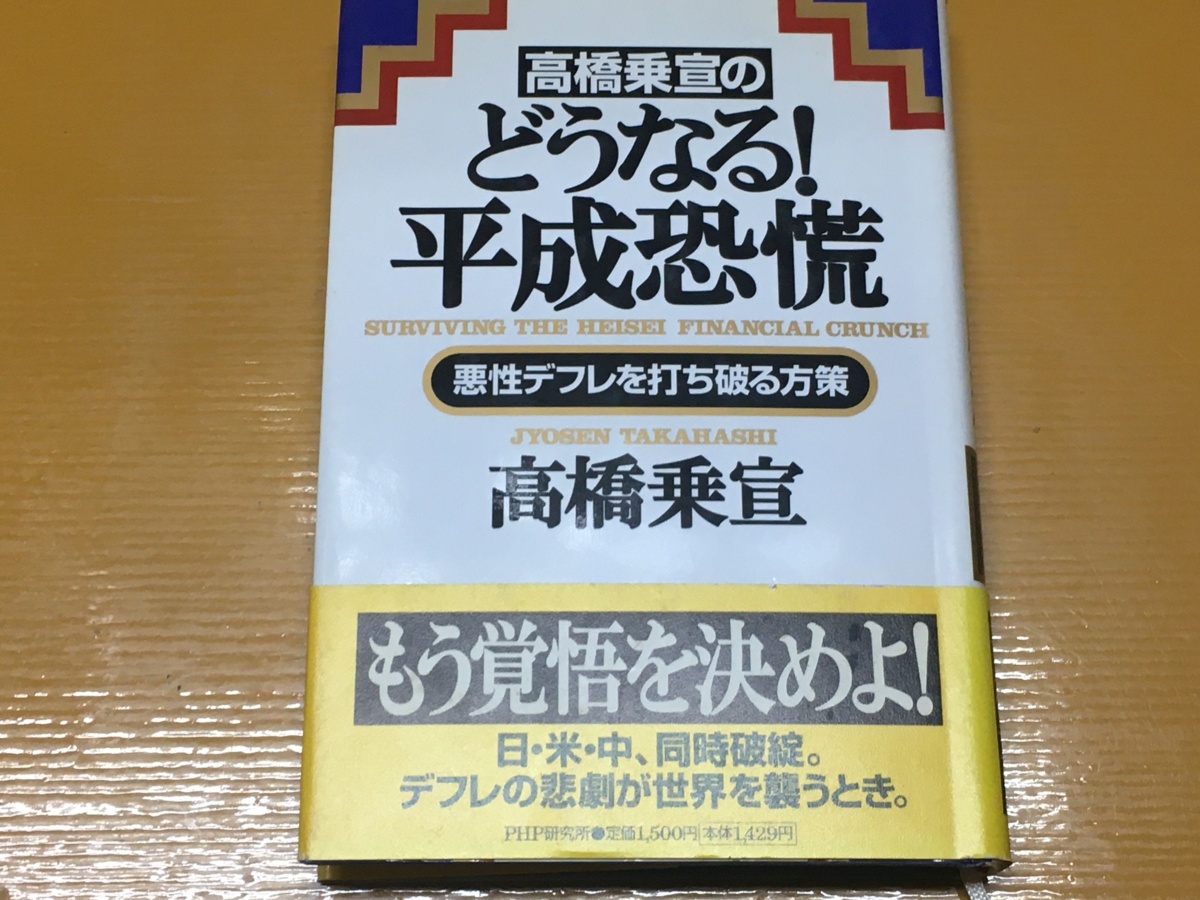 高橋乗宣の
どうなる!
平成恐慌
SURVIVING THE HEISEI FINANCIAL CRUNCH
悪性デフレを打ち破る方策
JYOSEN TAKAHASHI
高橋乗宣
もう覚悟を決めよ!
日・米・中、同時破綻。
デフレの悲劇が世界を襲うとき。
PHP研究所●定価1,500円 本体1,429円